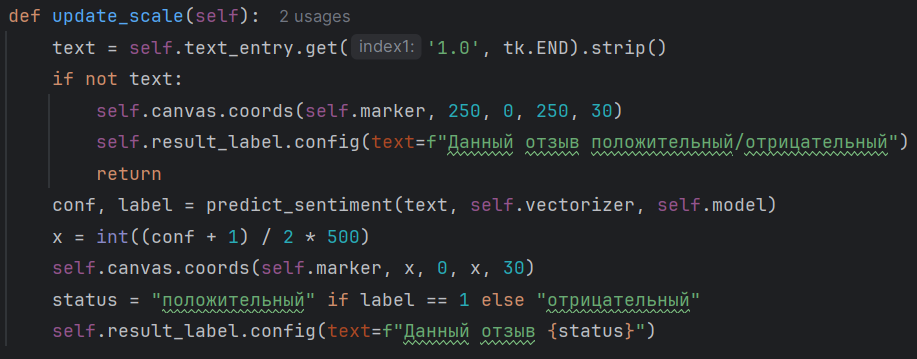 def update_scale(self): 2 usages
    text = self.text_entry.get( index1: '1.0', tk.END).strip()
    if not text:
        self.canvas.coords(self.marker, 250, 0, 250, 30)
        self.result_label.config(text=f"Данный отзыв положительный/отрицательный")
        return
    conf, label = predict_sentiment(text, self.vectorizer, self.model)
    x = int((conf + 1) / 2 * 500)
    self.canvas.coords(self.marker, x, 0, x, 30)
    status = "положительный" if label == 1 else "отрицательный"
    self.result_label.config(text=f"Данный отзыв {status}")